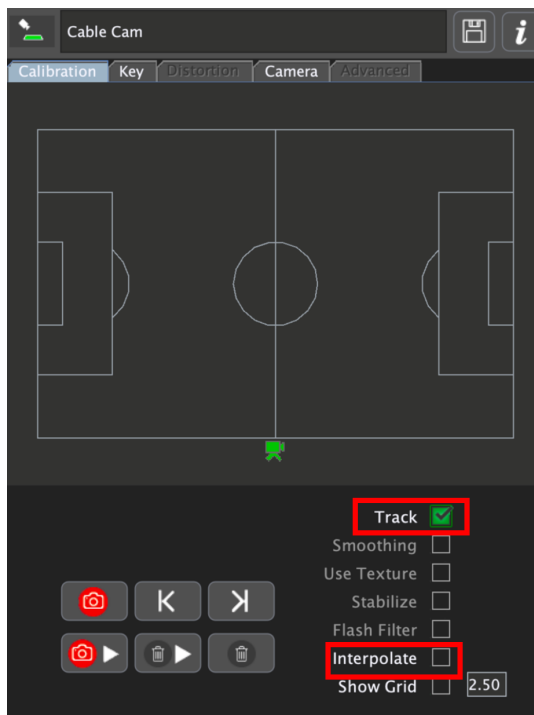 Cable Cam
i
Calibration Key Distortion Camera Advanced
Track
Smoothing
Use Texture
Stabilize
Flash Filter
Interpolate
Show Grid 2.50